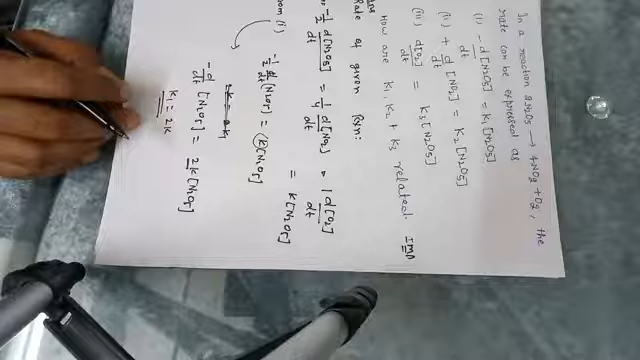 In a reaction 2N2O5 → 4NO2 + O2, the
rate can be expressed as
(i) - d[N2O5]/dt = k1[N2O5]
(ii) + d[NO2]/dt = k2[N2O5]
(iii) d[O2]/dt = k3[N2O5]
How are k1, k2 + k3 related. Imp
Rate of given Rxn:
-1/2 d[N2O5]/dt = 1/4 d[NO2]/dt = 1 d[O2]/dt
= k[N2O5]
(i)
-1/2 d/dt [N2O5] = k[N2O5]
-d/dt [N2O5] = 2k[N2O5]
k1 = 2k